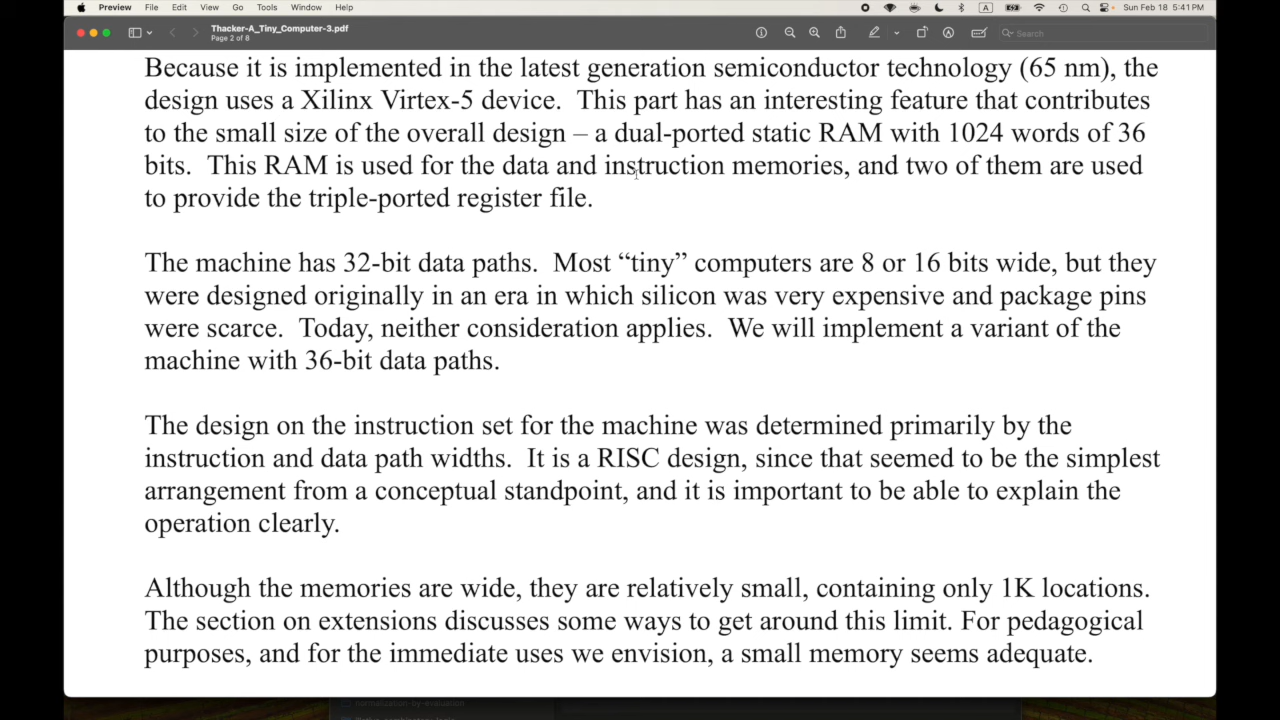 Preview File Edit View Go Tools Window Help A Sun Feb 18 5:41 PM
Thacker-A_Tiny_Computer-3.pdf
Page 2 of 8
Search
Because it is implemented in the latest generation semiconductor technology (65 nm), the
design uses a Xilinx Virtex-5 device.  This part has an interesting feature that contributes
to the small size of the overall design – a dual-ported static RAM with 1024 words of 36
bits.  This RAM is used for the data and instruction memories, and two of them are used
to provide the triple-ported register file.
The machine has 32-bit data paths.  Most “tiny” computers are 8 or 16 bits wide, but they
were designed originally in an era in which silicon was very expensive and package pins
were scarce.  Today, neither consideration applies.  We will implement a variant of the
machine with 36-bit data paths.
The design on the instruction set for the machine was determined primarily by the
instruction and data path widths.  It is a RISC design, since that seemed to be the simplest
arrangement from a conceptual standpoint, and it is important to be able to explain the
operation clearly.
Although the memories are wide, they are relatively small, containing only 1K locations.
The section on extensions discusses some ways to get around this limit. For pedagogical
purposes, and for the immediate uses we envision, a small memory seems adequate.
normalization-by-evaluation